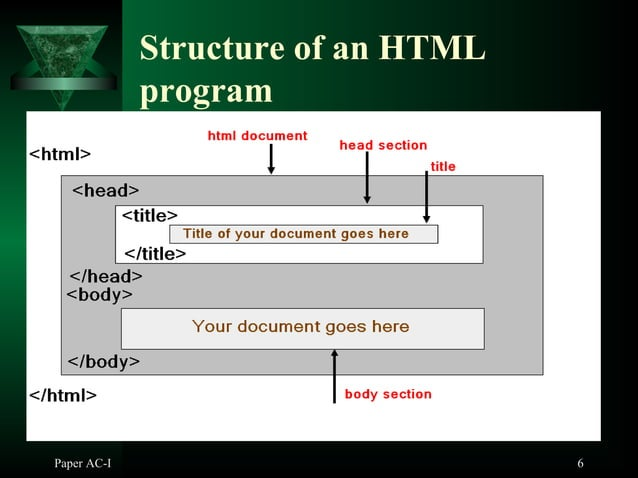 Structure of an HTML
program
html document
head section
<html>
title
<head>
<title>
Title of your document goes here
</title>
</head>
<body>
Your document goes here
</body>
</html>
body section
Paper AC-I
6